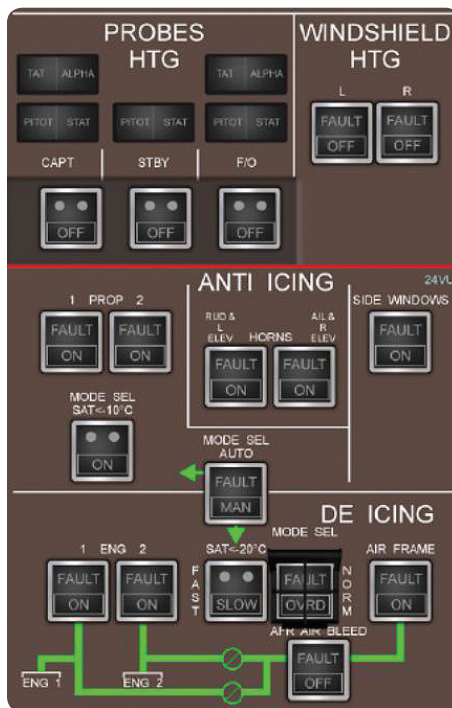 PROBES HTG
WINDSHIELD HTG
TAT ALPHA
TAT ALPHA
PITOT STAT
PITOT STAT
PITOT STAT
L R
FAULT OFF
FAULT OFF
CAPT STBY F/O
OFF
OFF
OFF
ANTI ICING
24VU
1 PROP 2
FAULT ON
FAULT ON
RUD & L ELEV
HORNS
AIL & R ELEV
FAULT ON
FAULT ON
SIDE WINDOWS
FAULT ON
MODE SEL
SAT<-10°C
ON
MODE SEL
AUTO
FAULT
MAN
DE ICING
1 ENG 2
FAULT ON
FAULT ON
SAT<-20°C
FAST
SLOW
MODE SEL
FAULT
OVRD
NORM
AIR FRAME
FAULT ON
AFR AIR BLEED
FAULT
OFF
ENG 1
ENG 2